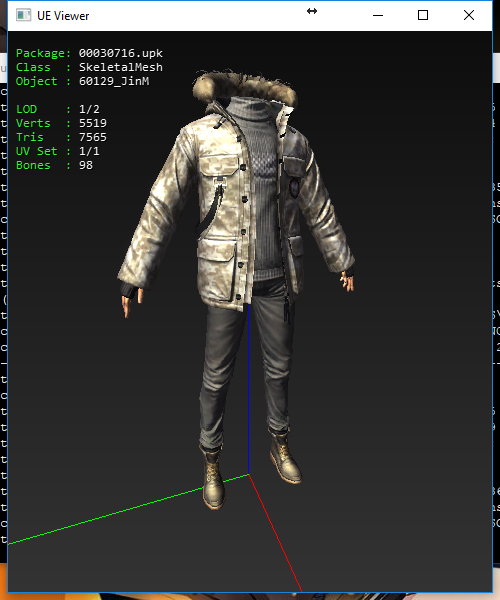 UE Viewer
Package: 00030716.upk
Class : SkeletalMesh
Object : 60129_JinM
LOD : 1/2
Verts : 5519
Tris : 7565
UV Set : 1/1
Bones : 98